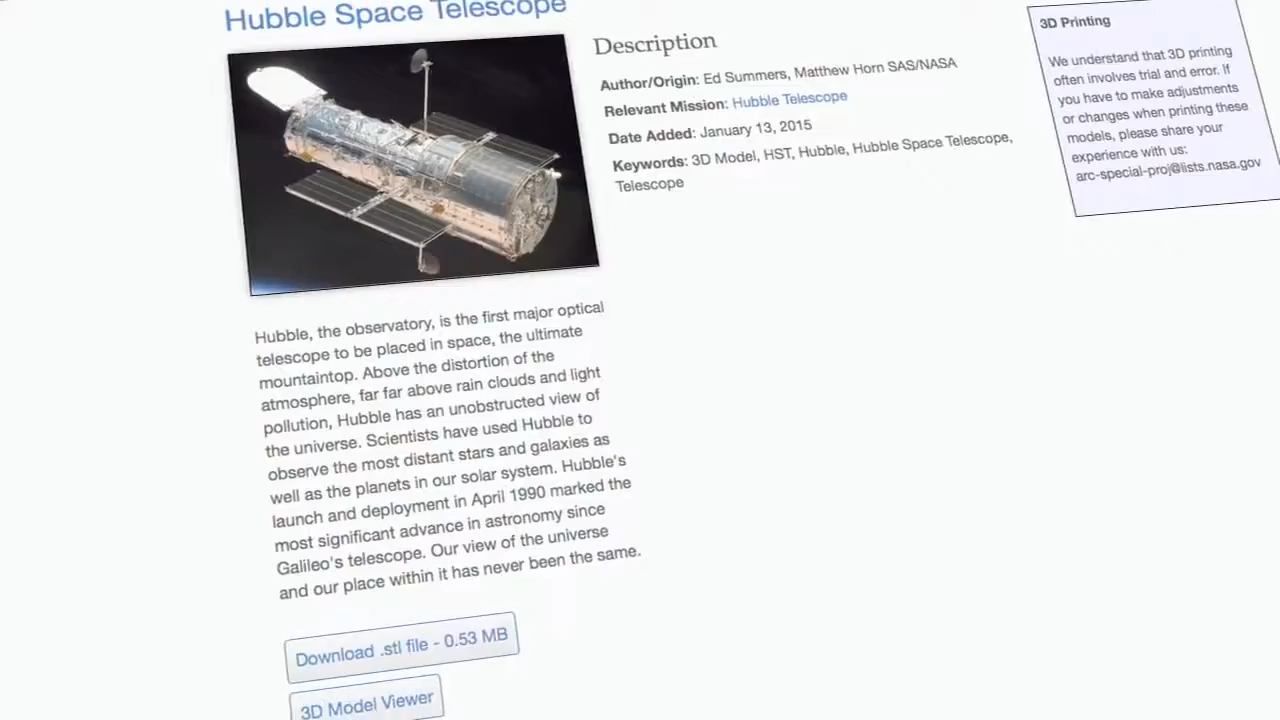 Hubble Space Telescope
Description
Author/Origin: Ed Summers, Matthew Horn SAS/NASA
Relevant Mission: Hubble Telescope
Date Added: January 13, 2015
Keywords: 3D Model, HST, Hubble, Hubble Space Telescope,
Telescope
Hubble, the observatory, is the first major optical
telescope to be placed in space, the ultimate
mountaintop. Above the distortion of the
atmosphere, far far above rain clouds and light
pollution, Hubble has an unobstructed view of
the universe. Scientists have used Hubble to
observe the most distant stars and galaxies as
well as the planets in our solar system. Hubble's
launch and deployment in April 1990 marked the
most significant advance in astronomy since
Galileo's telescope. Our view of the universe
and our place within it has never been the same.
Download .stl file - 0.53 MB
3D Model Viewer
3D Printing
We understand that 3D printing
often involves trial and error. If
you have to make adjustments
or changes when printing these
models, please share your
experience with us:
arc-special-proj@lists.nasa.gov